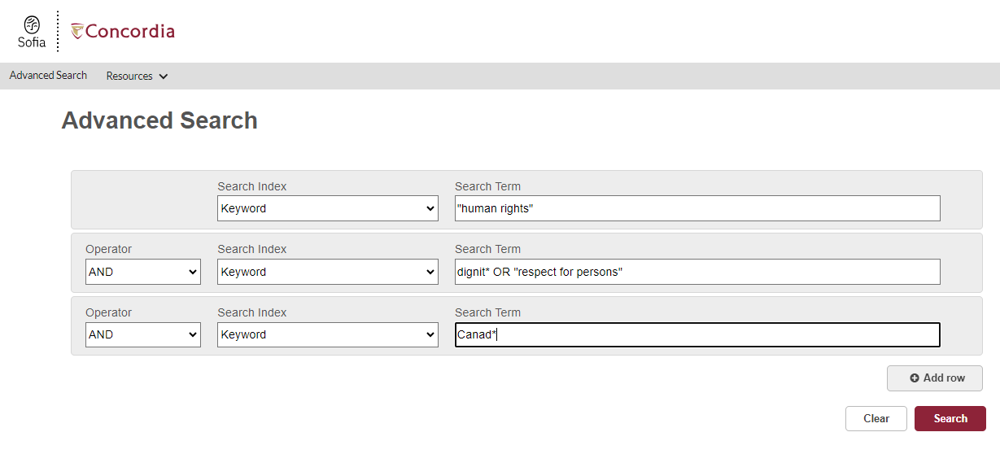 Sofia
Concordia
Advanced Search Resources
Advanced Search
Search Index Search Term
Keyword "human rights"
Operator Search Index Search Term
AND Keyword dignit* OR "respect for persons"
Operator Search Index Search Term
AND Keyword Canad*
Add row
Clear Search